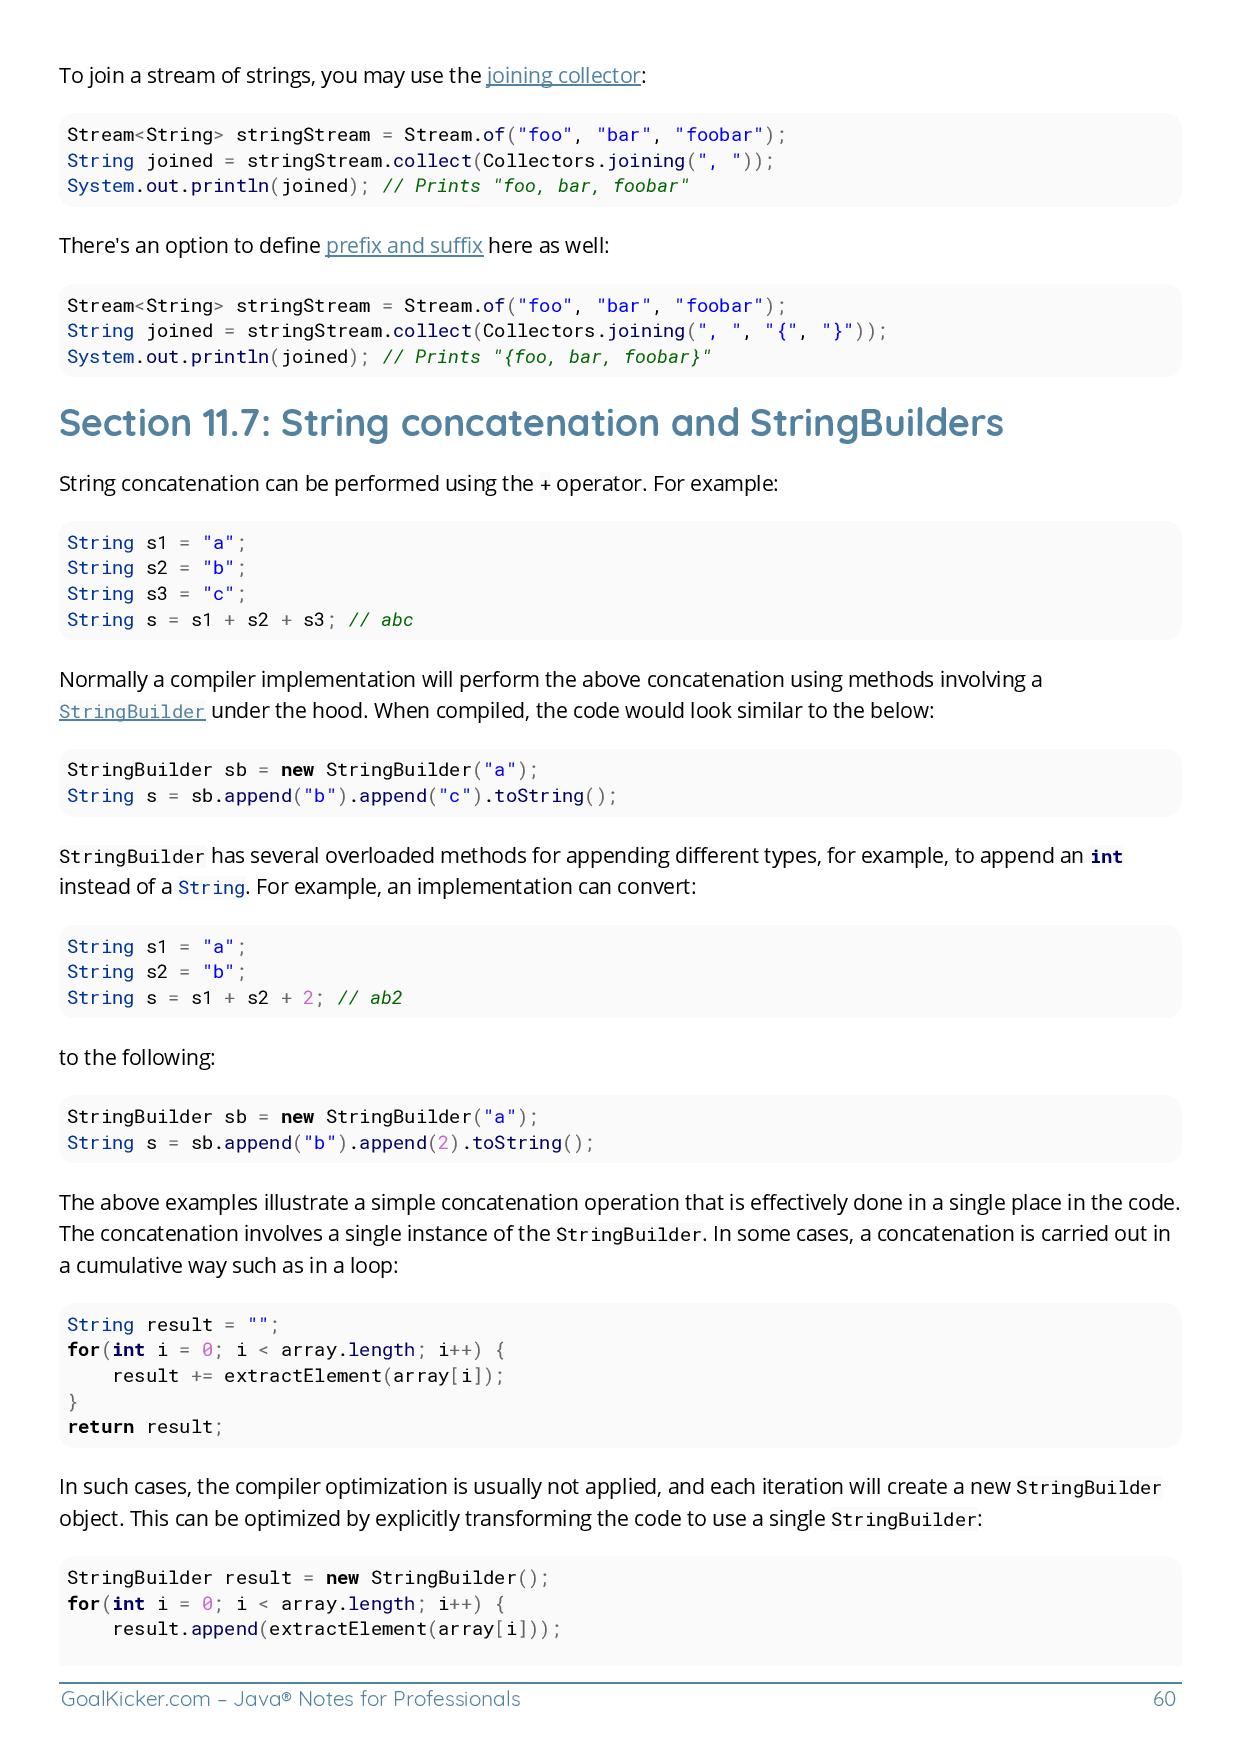 To join a stream of strings, you may use the joining collector:
Stream<String> stringStream = Stream.of("foo", "bar", "foobar");
String joined = stringStream.collect(Collectors.joining(", "));
System.out.println(joined); // Prints "foo, bar, foobar"
There's an option to define prefix and suffix here as well:
Stream<String> stringStream = Stream.of("foo", "bar", "foobar");
String joined = stringStream.collect(Collectors.joining(", ", "{", "}"));
System.out.println(joined); // Prints "{foo, bar, foobar}"
Section 11.7: String concatenation and StringBuilders
String concatenation can be performed using the + operator. For example:
String s1 = "a";
String s2 = "b";
String s3 = "c";
String s = s1 + s2 + s3; // abc
Normally a compiler implementation will perform the above concatenation using methods involving a
StringBuilder under the hood. When compiled, the code would look similar to the below:
StringBuilder sb = new StringBuilder("a");
String s = sb.append("b").append("c").toString();
StringBuilder has several overloaded methods for appending different types, for example, to append an int
instead of a String. For example, an implementation can convert:
String s1 = "a";
String s2 = "b";
String s = s1 + s2 + 2; // ab2
to the following:
StringBuilder sb = new StringBuilder("a");
String s = sb.append("b").append(2).toString();
The above examples illustrate a simple concatenation operation that is effectively done in a single place in the code.
The concatenation involves a single instance of the StringBuilder. In some cases, a concatenation is carried out in
a cumulative way such as in a loop:
String result = "";
for(int i = 0; i < array.length; i++) {
    result += extractElement(array[i]);
}
return result;
In such cases, the compiler optimization is usually not applied, and each iteration will create a new StringBuilder
object. This can be optimized by explicitly transforming the code to use a single StringBuilder:
StringBuilder result = new StringBuilder();
for(int i = 0; i < array.length; i++) {
    result.append(extractElement(array[i]));
GoalKicker.com – Java® Notes for Professionals 60